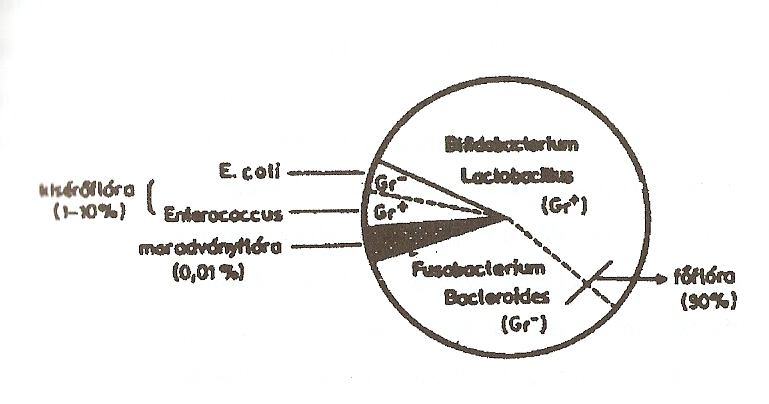 Bifidobacterium
Lactobacillus
(Gr⁺)
E. coli
Gr⁻
kísérőflóra
(1-10%)
Enterococcus
Gr⁺
maradványflóra
(0,01%)
Fusobacterium
Bacteroides
(Gr⁻)
főflóra
(90%)